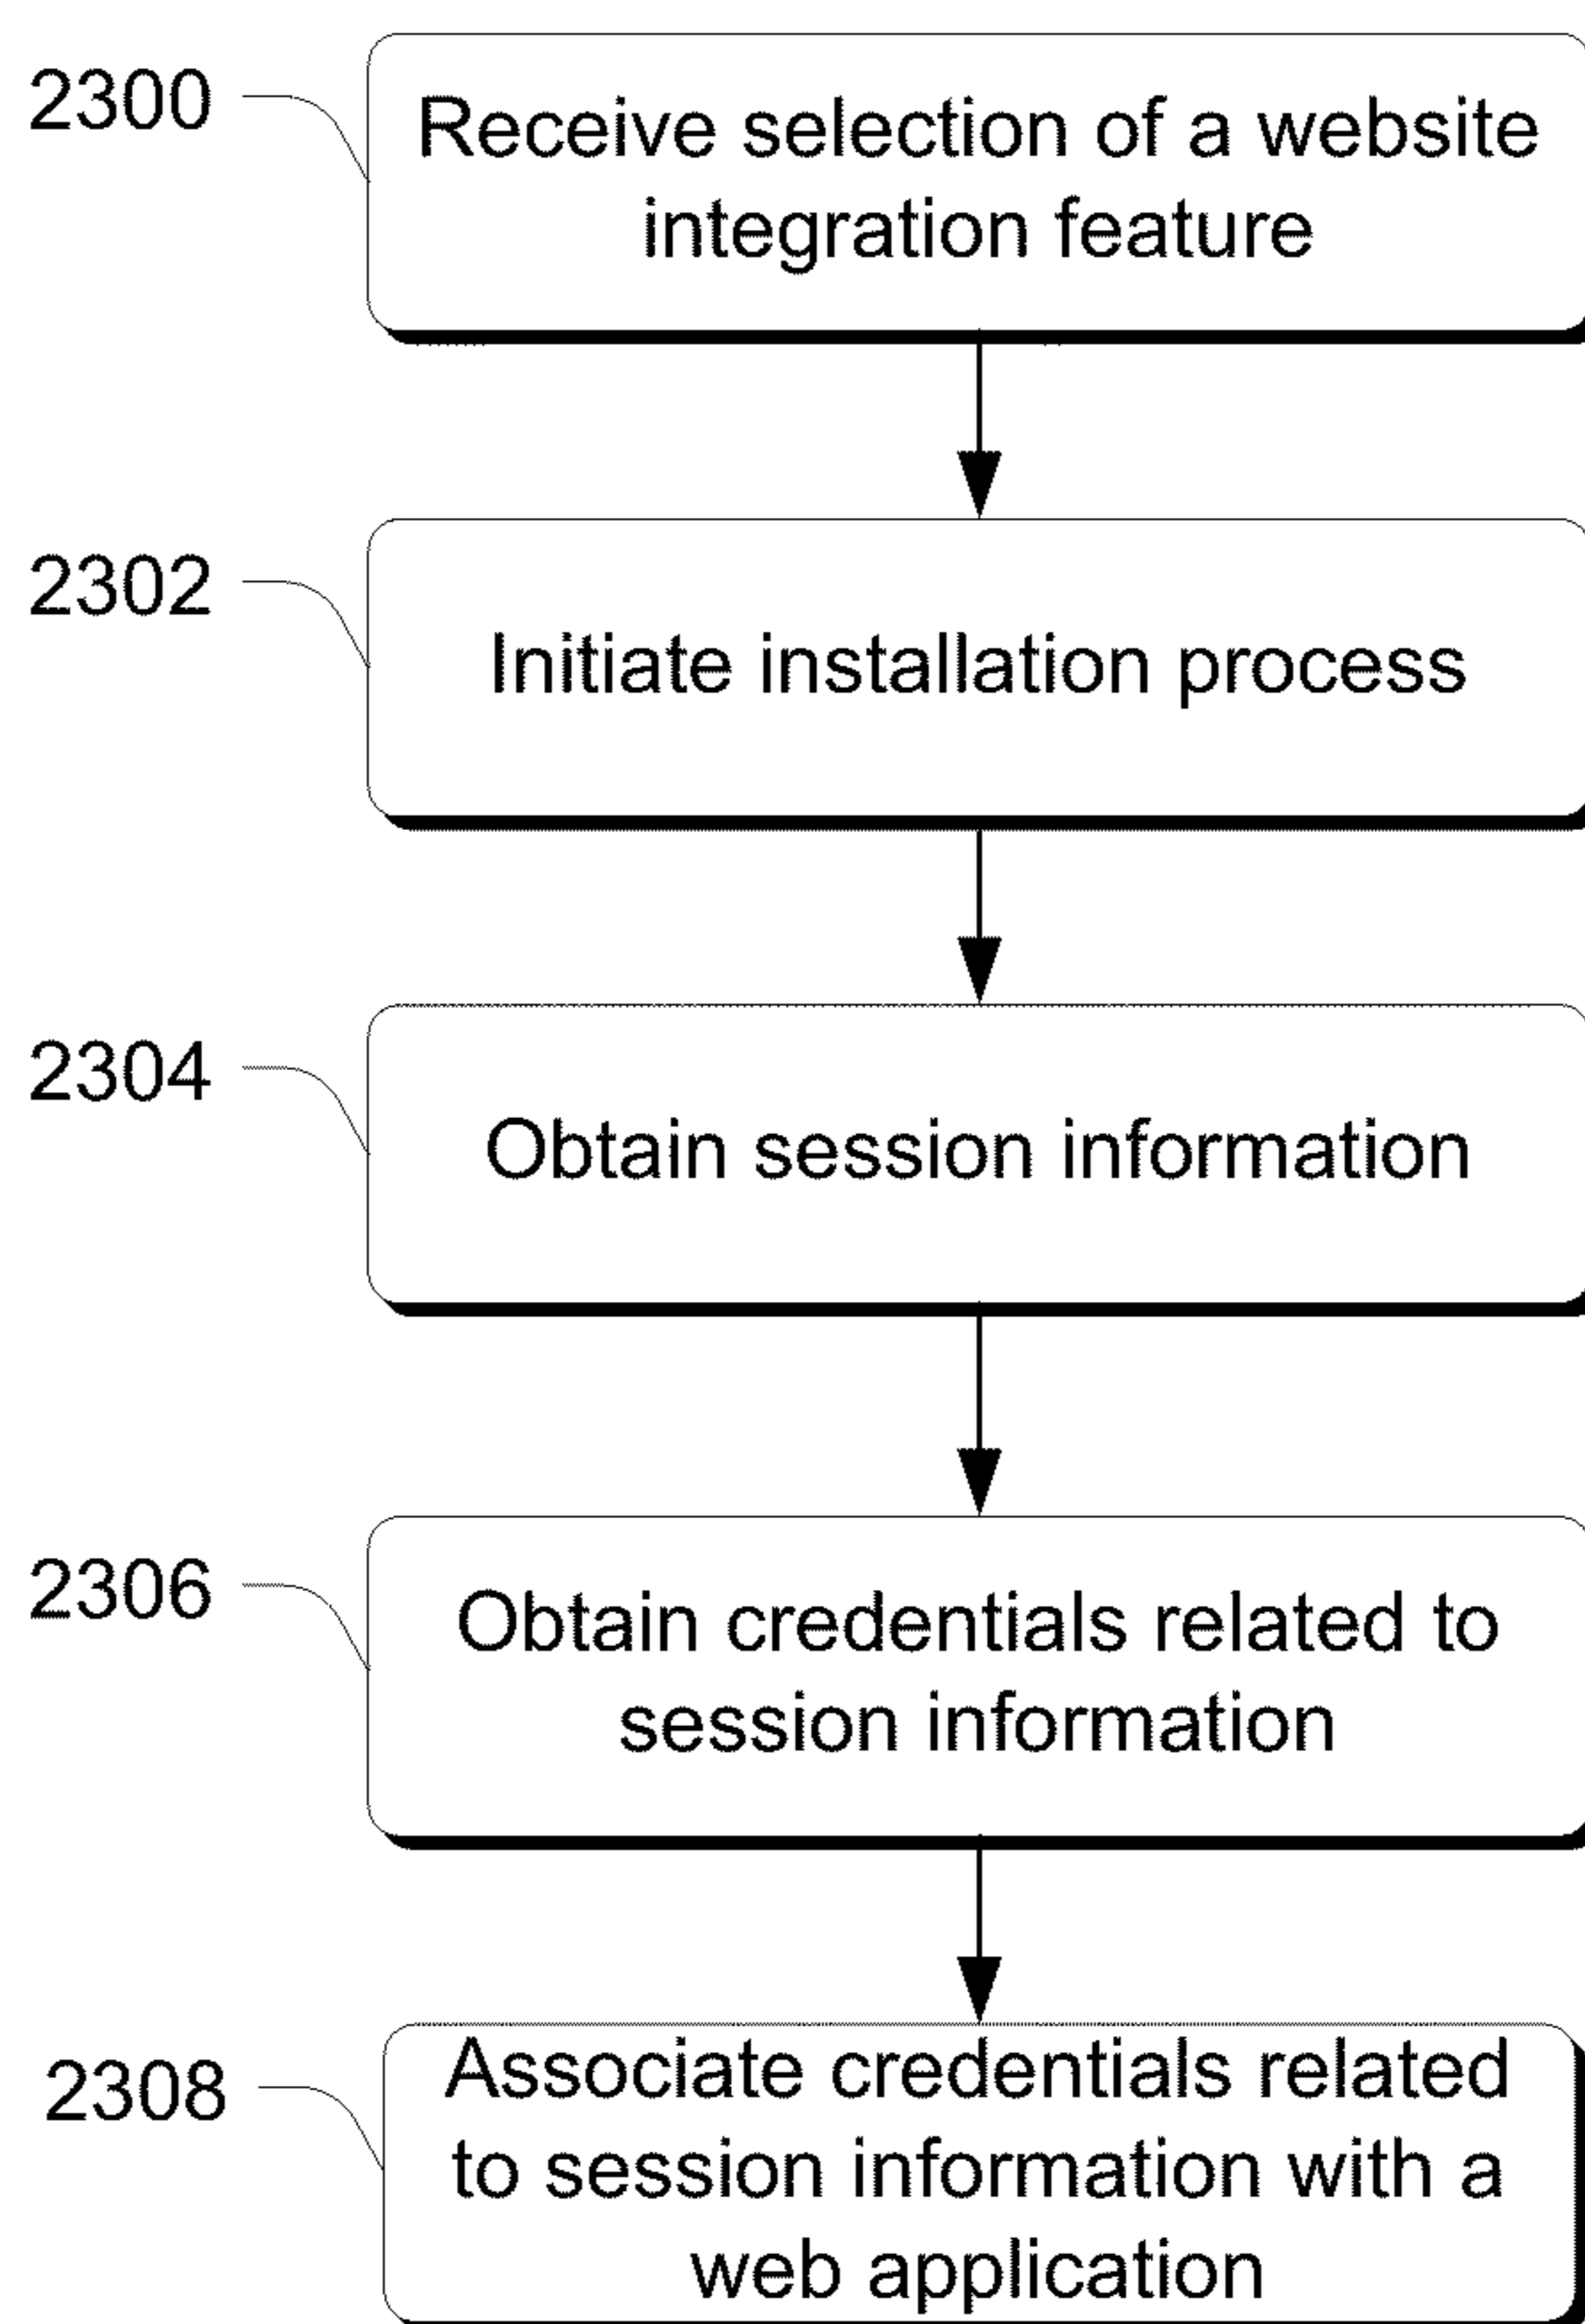 2300
Receive selection of a website
integration feature
2302
Initiate installation process
2304
Obtain session information
2306
Obtain credentials related to
session information
2308
Associate credentials related
to session information with a
web application